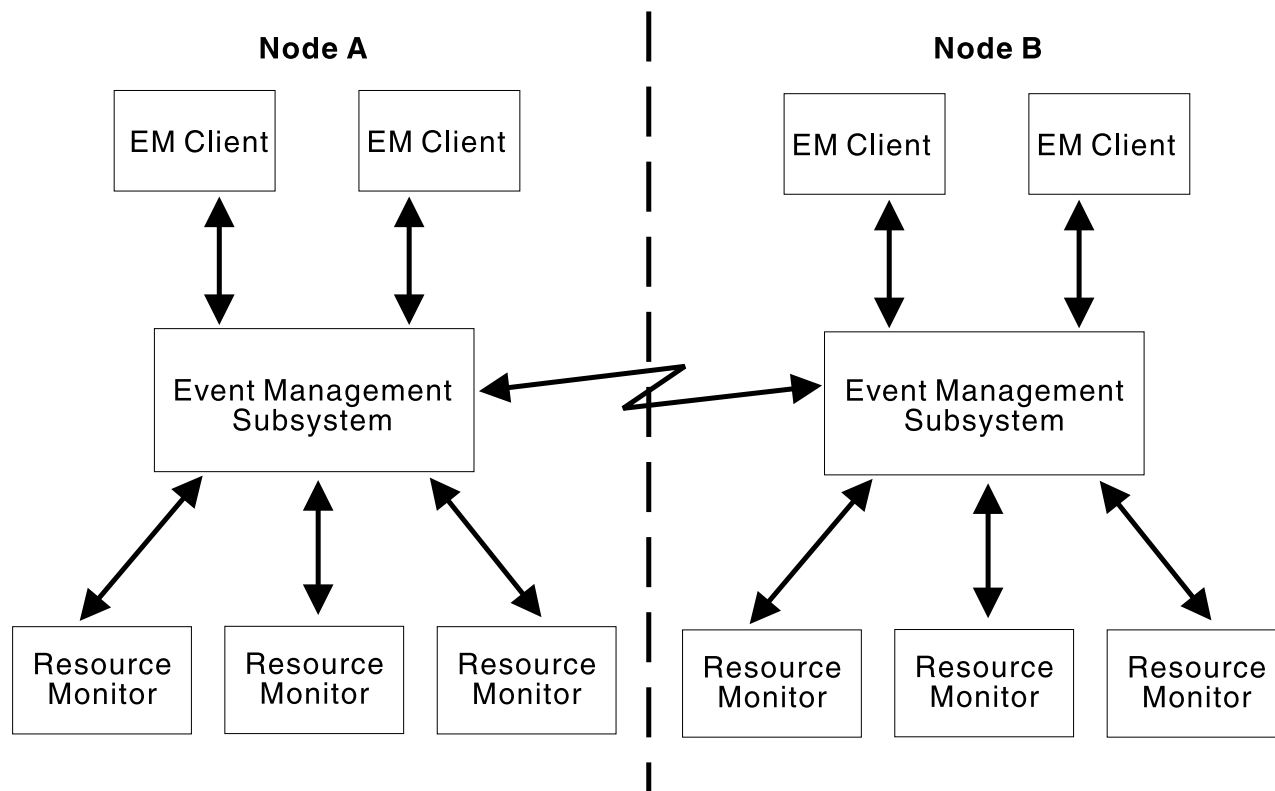 Node A
Node B
EM Client
EM Client
EM Client
EM Client
Event Management
Subsystem
Event Management
Subsystem
Resource
Monitor
Resource
Monitor
Resource
Monitor
Resource
Monitor
Resource
Monitor
Resource
Monitor